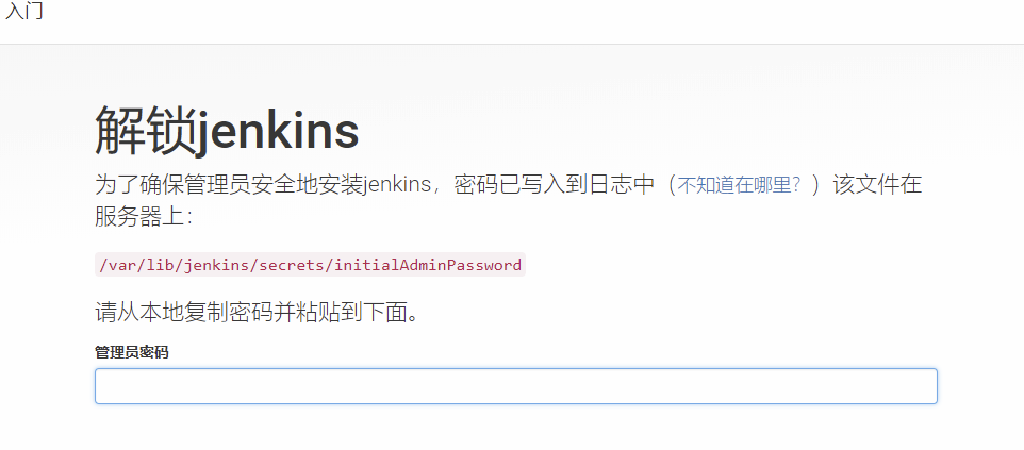 入门
解锁jenkins
为了确保管理员安全地安装jenkins，密码已写入到日志中（不知道在哪里？）该文件在
服务器上：
/var/lib/jenkins/secrets/initialAdminPassword
请从本地复制密码并粘贴到下面。
管理员密码